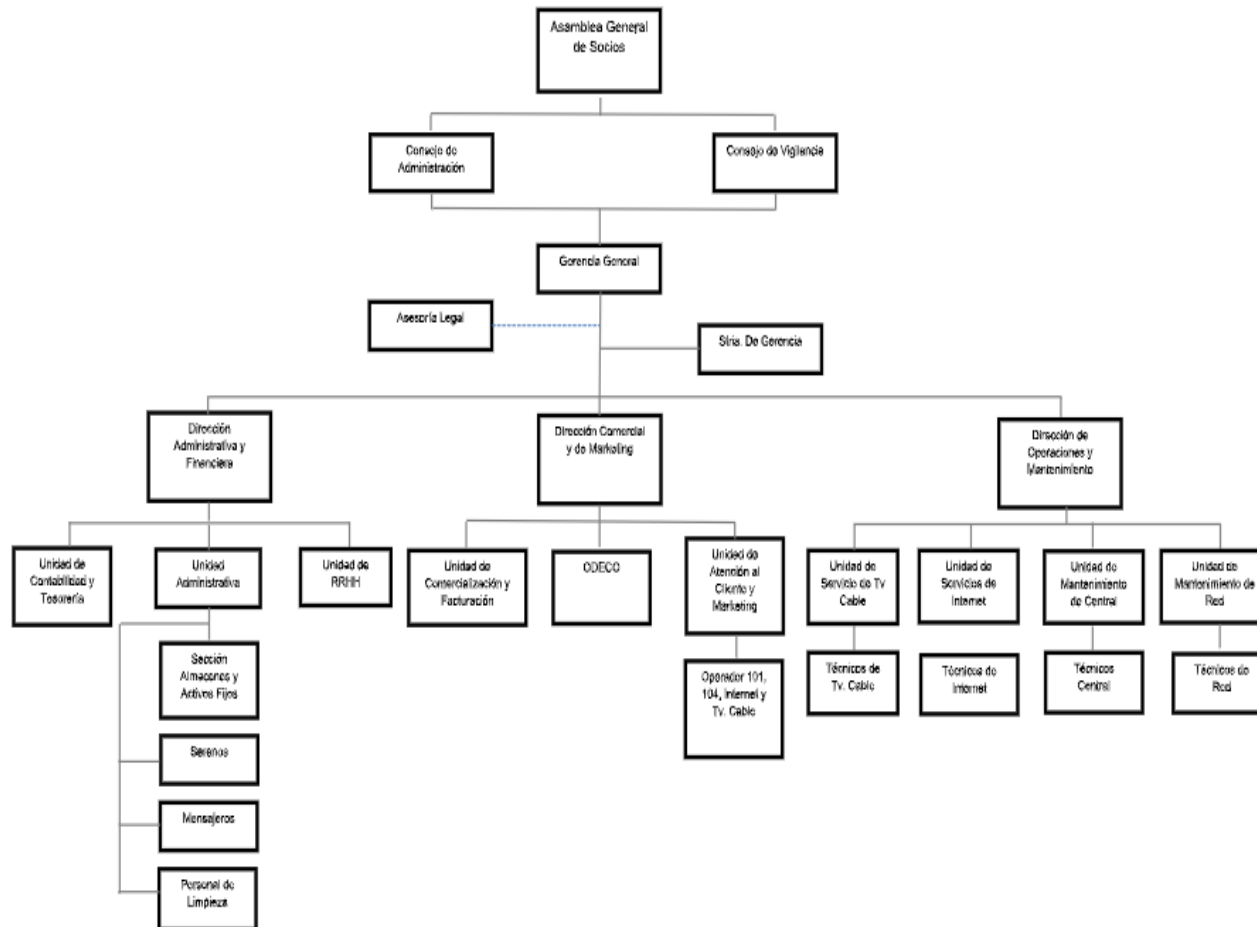 Asamblea General
de Socios
Consejo de
Administración
Consejo de Vigilancia
Gerencia General
Asesoría Legal
Stria. De Gerencia
Dirección
Administrativa y
Financiera
Dirección Comercial
y de Marketing
Dirección de
Operaciones y
Mantenimiento
Unidad de
Contabilidad y
Tesorería
Unidad
Administrativa
Unidad de
RRHH
Unidad de
Comercialización y
Facturación
ODECO
Unidad de
Atención al
Cliente y
Marketing
Unidad de
Servicio de Tv
Cable
Unidad de
Servicios de
Internet
Unidad de
Mantenimiento
de Central
Unidad de
Mantenimiento de
Red
Sección
Almacenes y
Activos Fijos
Operador 101,
104, Internet y
Tv. Cable
Técnicos de
Tv. Cable
Técnicos de
Internet
Técnicos
Central
Técnicos de
Red
Serenos
Mensajeros
Personal de
Limpieza